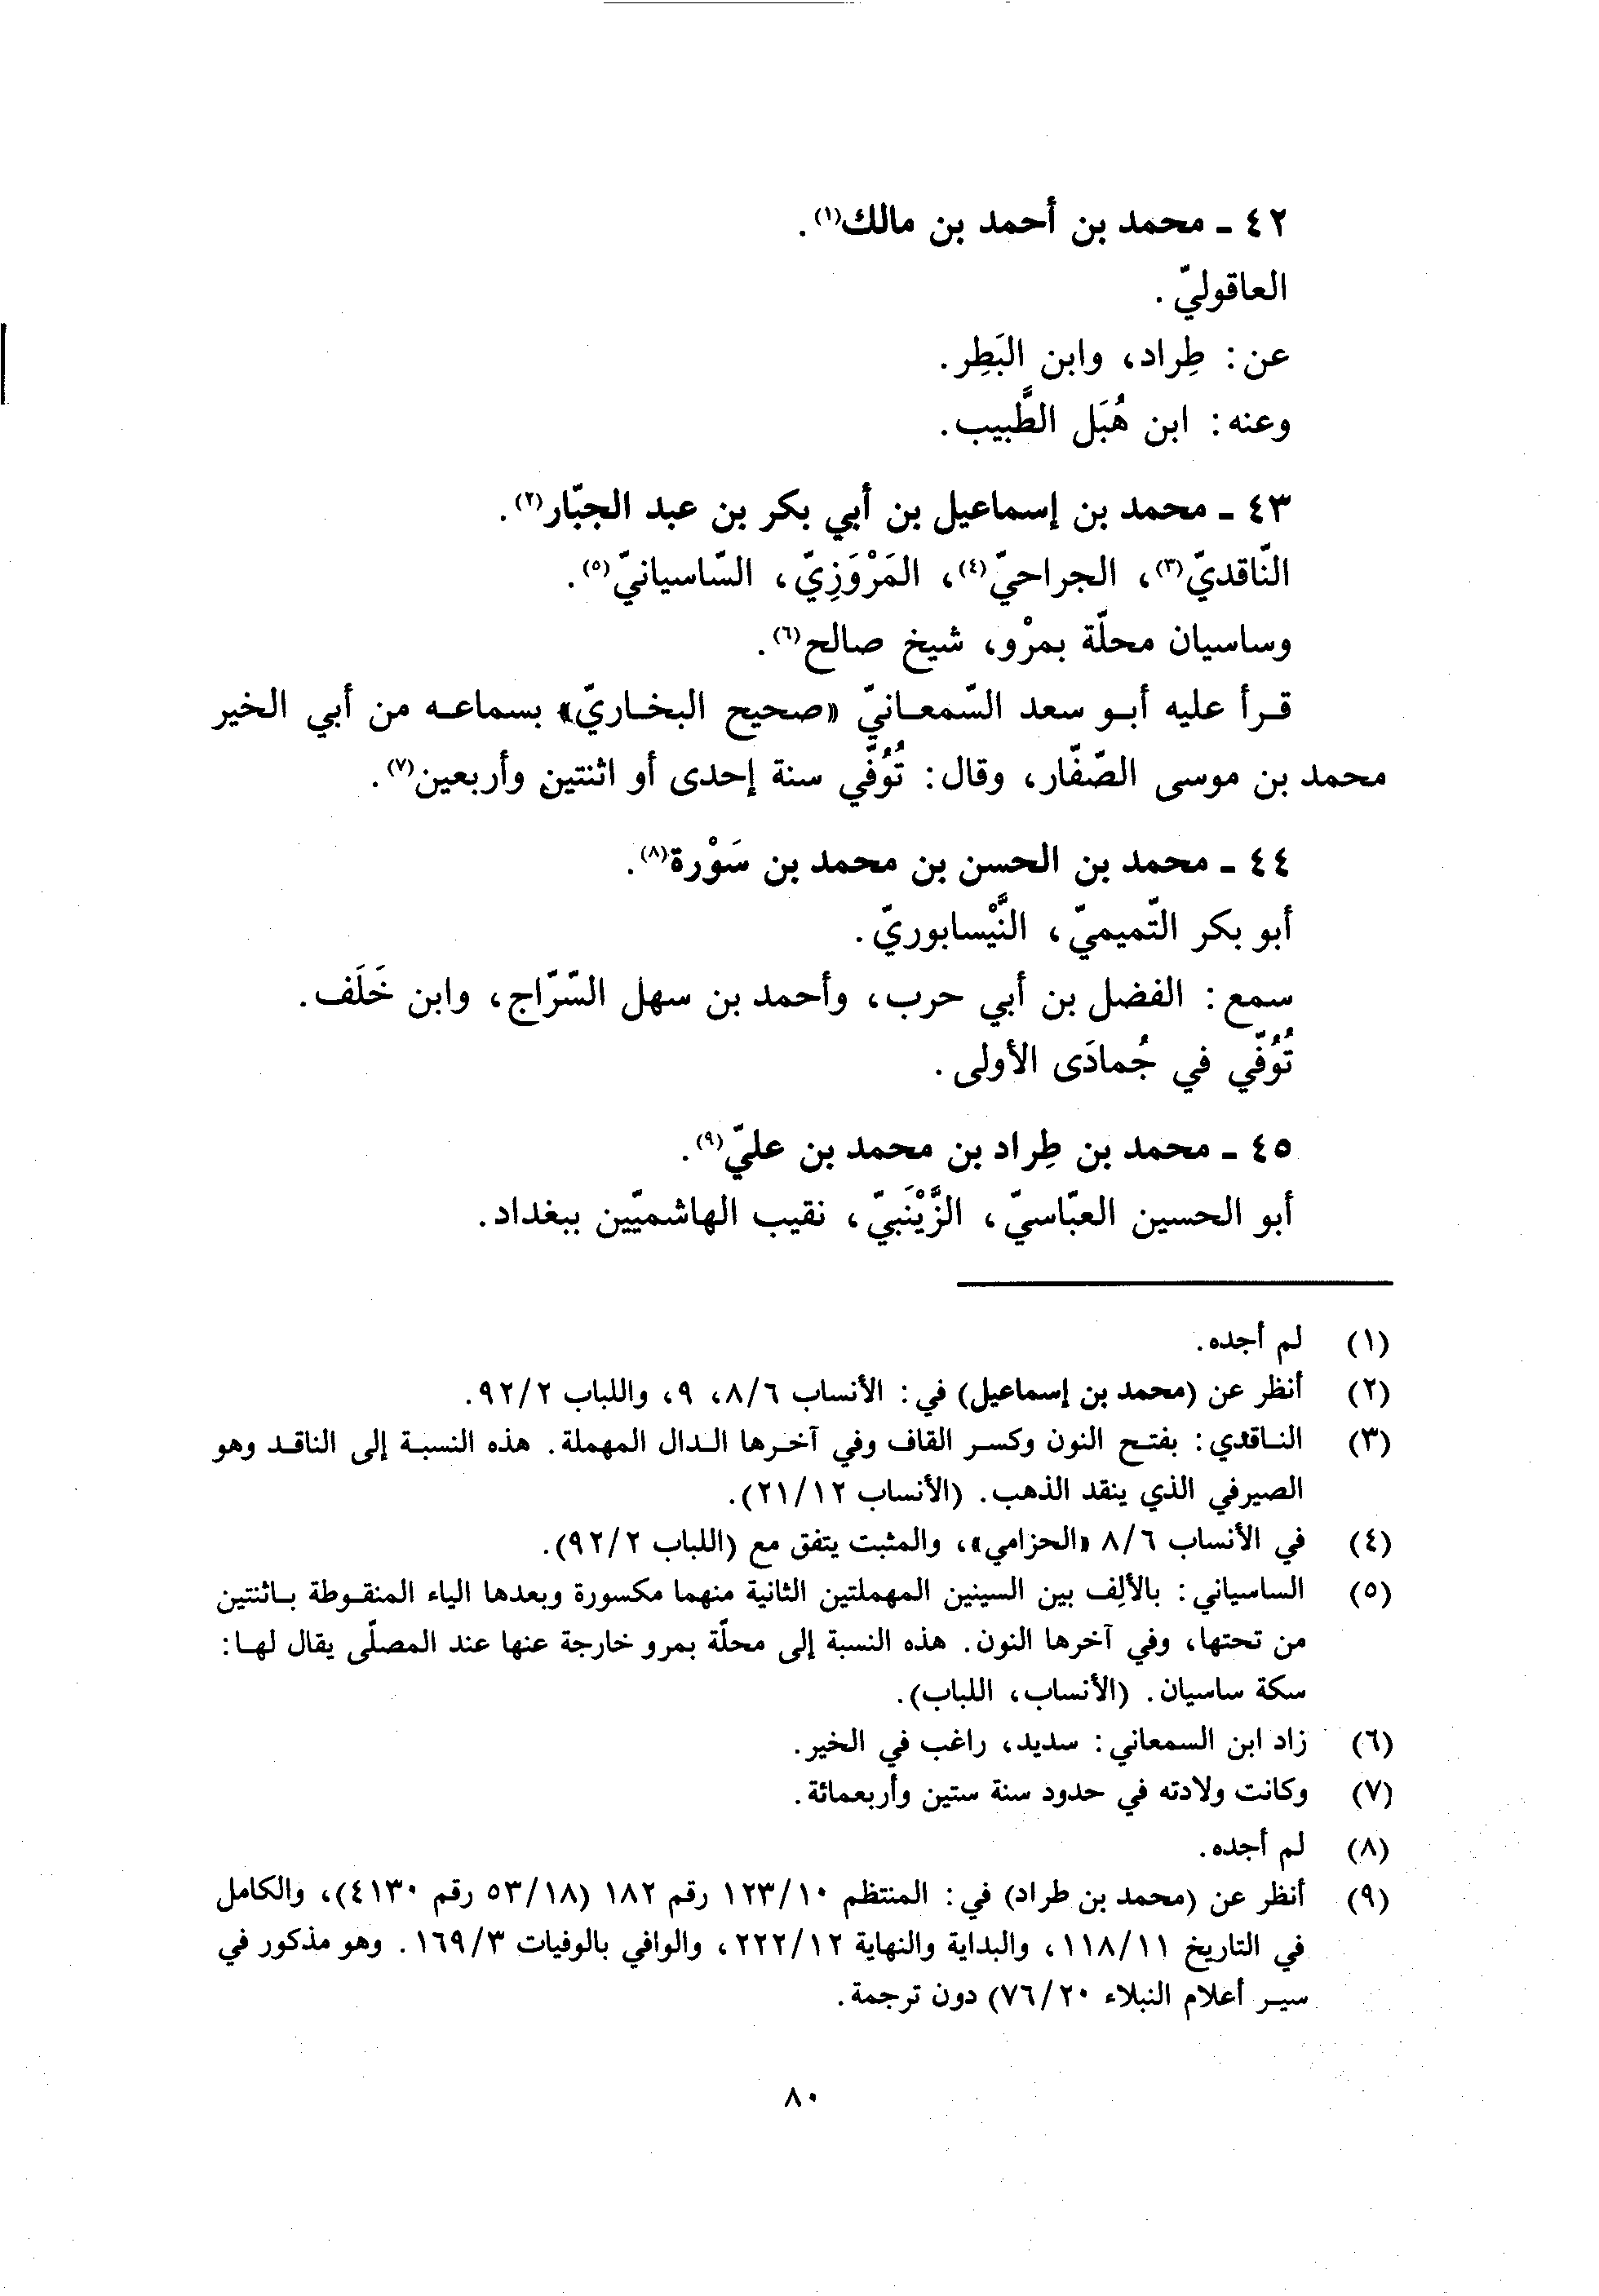 ٤٢ ـ محمد بن أحمد بن مالك(١).
العاقوليّ.
عن: طِراد، وابن البَطِر.
وعنه: ابن هُبَل الطَّبيب.
٤٣ ـ محمد بن إسماعيل بن أبي بكر بن عبد الجبّار(٢).
النّاقديّ(٣)، الجراحيّ(٤)، المَرْوَزِيّ، السّاسيانيّ(٥).
وساسيان محلّة بمرْو، شيخ صالح(٦).
قرأ عليه أبو سعد السّمعانيّ «صحيح البخاريّ» بسماعه من أبي الخير
محمد بن موسى الصّفّار، وقال: تُوُفّي سنة إحدى أو اثنتين وأربعين(٧).
٤٤ ـ محمد بن الحسن بن محمد بن سَوْرة(٨).
أبو بكر التّميميّ، النَّيْسابوريّ.
سمع: الفضل بن أبي حرب، وأحمد بن سهل السّرّاج، وابن خَلَف.
تُوُفّي في جُمادَى الأولى.
٤٥ ـ محمد بن طِراد بن محمد بن عليّ(٩).
أبو الحسين العبّاسيّ، الزَّيْنَبيّ، نقيب الهاشميّين ببغداد.
(١) لم أجده.
(٢) أنظر عن (محمد بن إسماعيل) في: الأنساب ٨/٦، ٩، واللباب ٩٢/٢.
(٣) الناقدي: بفتح النون وكسر القاف وفي آخرها الدال المهملة. هذه النسبة إلى الناقد وهو
الصيرفي الذي ينقد الذهب. (الأنساب ٢١/١٢).
(٤) في الأنساب ٨/٦ «الحزامي»، والمثبت يتفق مع (اللباب ٩٢/٢).
(٥) الساسياني: بالألِف بين السينين المهملتين الثانية منهما مكسورة وبعدها الياء المنقوطة باثنتين
من تحتها، وفي آخرها النون. هذه النسبة إلى محلّة بمرو خارجة عنها عند المصلّى يقال لها:
سكة ساسيان. (الأنساب، اللباب).
(٦) زاد ابن السمعاني: سديد، راغب في الخير.
(٧) وكانت ولادته في حدود سنة ستين وأربعمائة.
(٨) لم أجده.
(٩) أنظر عن (محمد بن طراد) في: المنتظم ١٢٣/١٠ رقم ١٨٢ (٥٣/١٨ رقم ٤١٣٠)، والكامل
في التاريخ ١١٨/١١، والبداية والنهاية ٢٢٢/١٢، والوافي بالوفيات ١٦٩/٣. وهو مذكور في
سير أعلام النبلاء ٧٦/٢٠) دون ترجمة.
٨٠